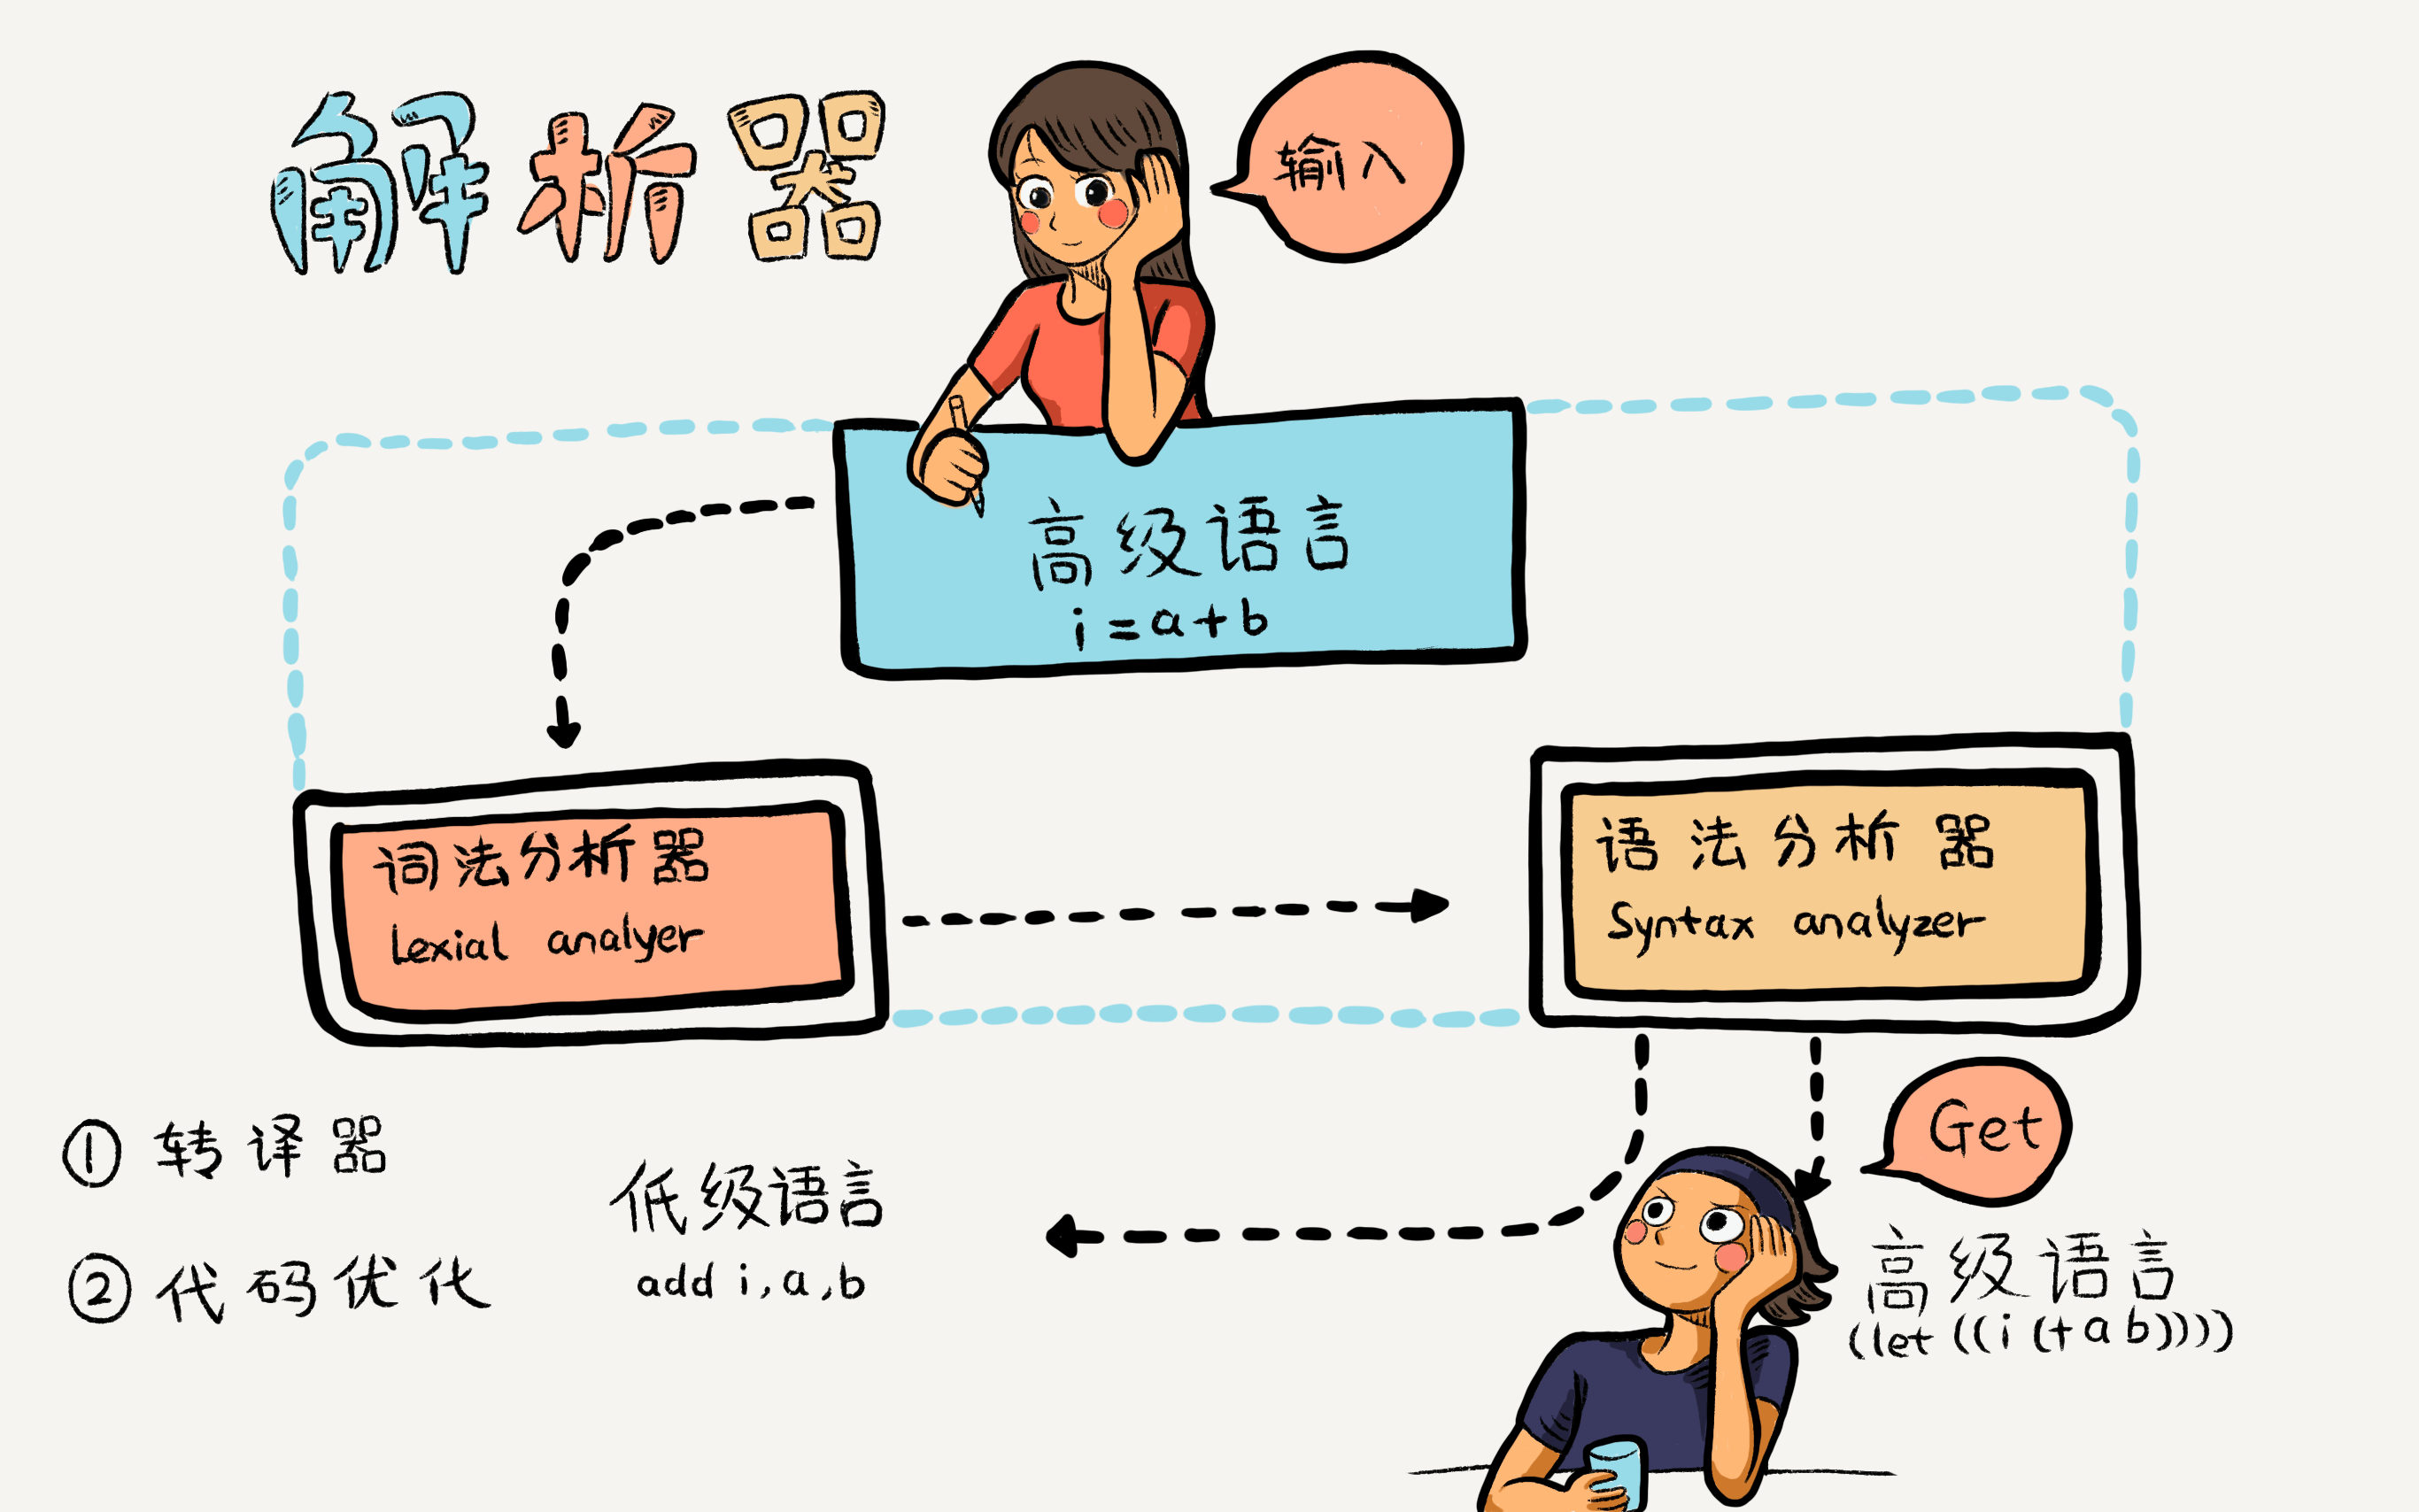 解析器
输入
高级语言
i=a+b
词法分析器
Lexial analyer
语法分析器
Syntax analyzer
Get
① 转译器
② 代码优化
低级语言
add i,a,b
高级语言
(let ((i (+ a b))))